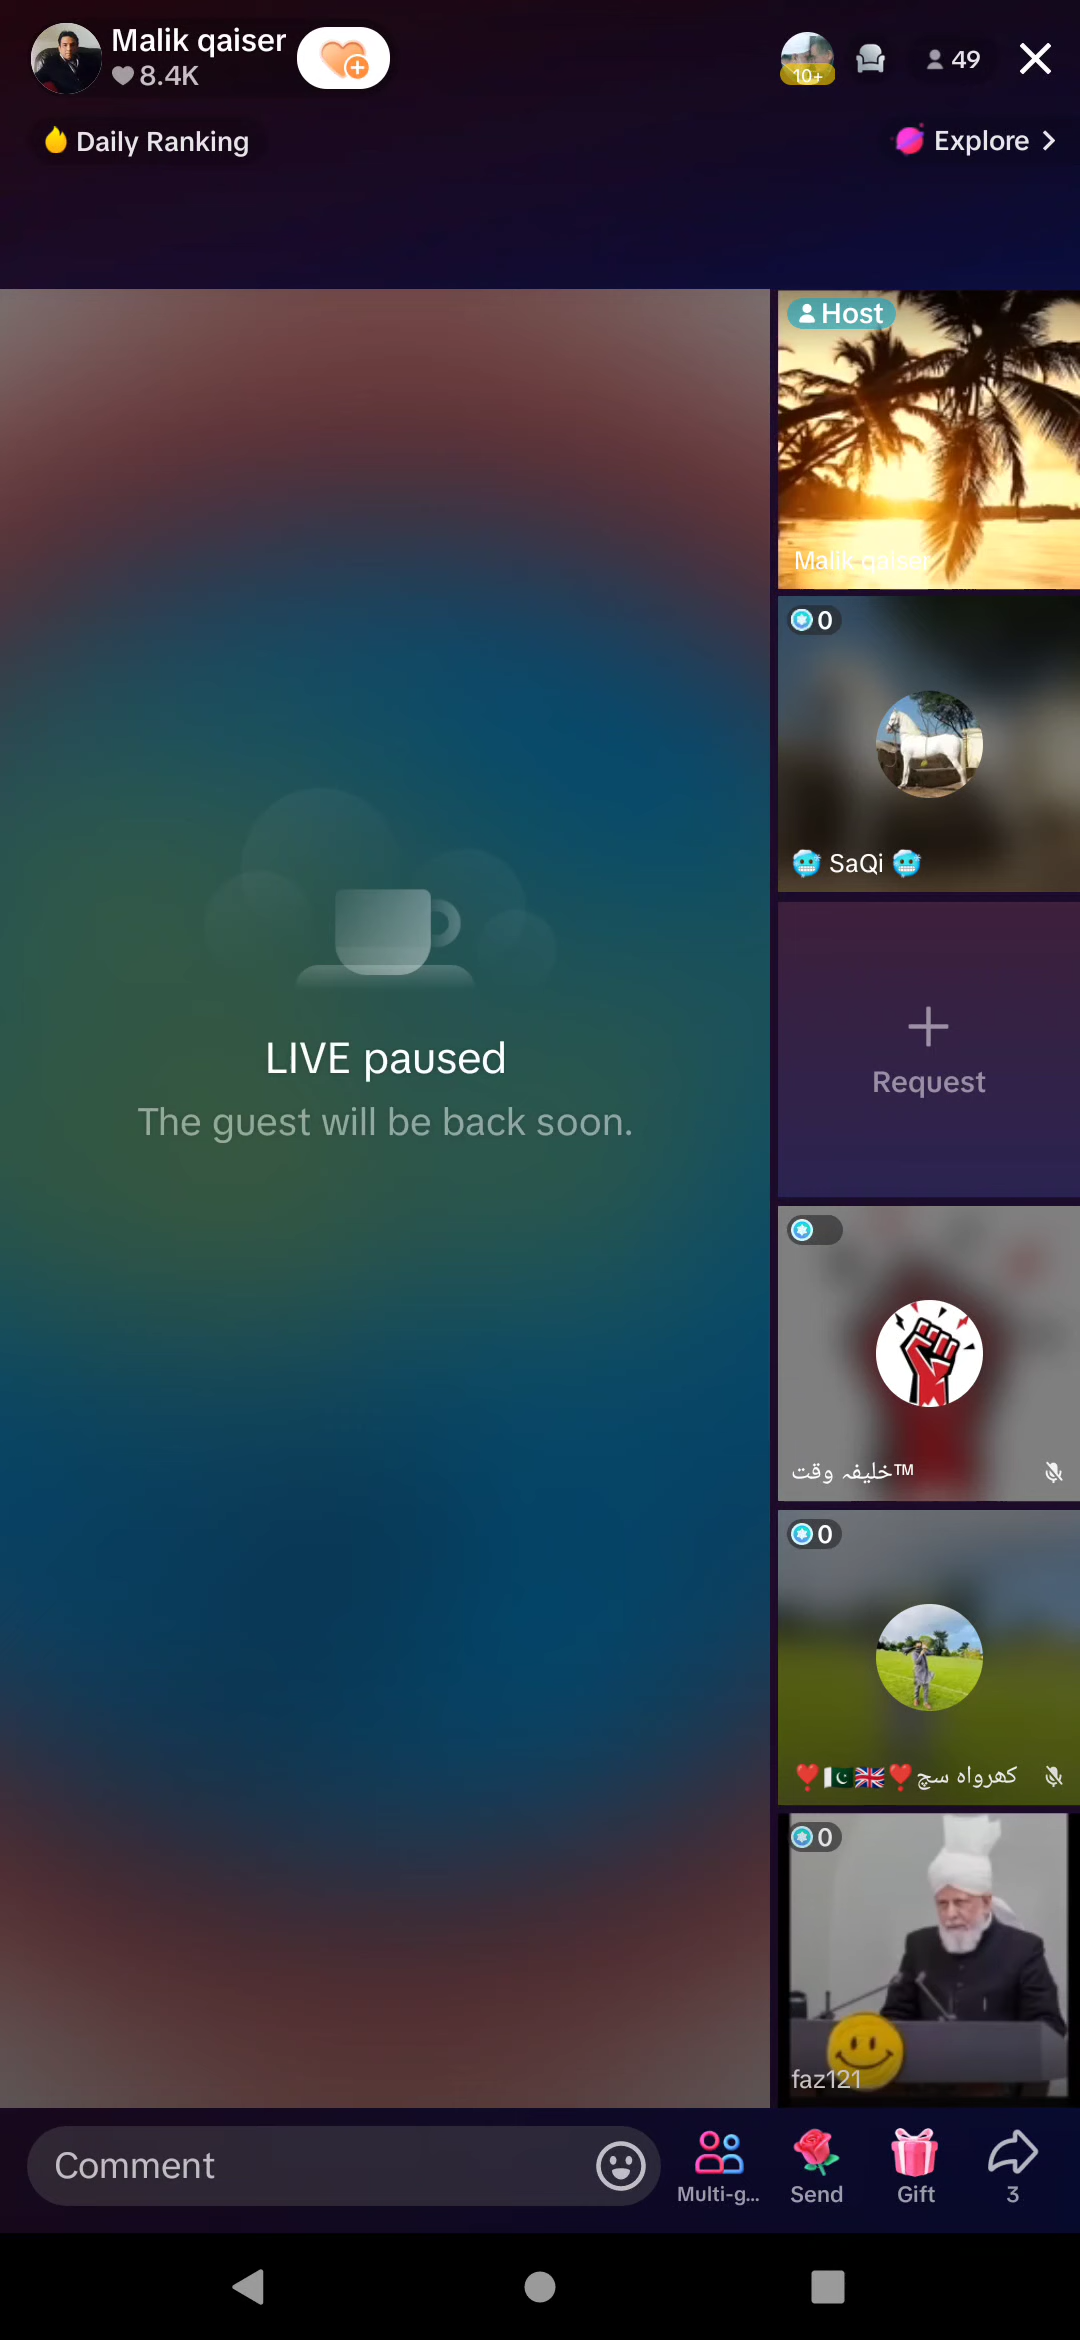 Malik qaiser
8.4K
10+
49
Daily Ranking
Explore
Host
Malik qaiser
0
🥶 SaQi 🥶
LIVE paused
The guest will be back soon.
Request
خلیفہ وقت™
0
❣️🇵🇰🇬🇧❣️کھرواہ سچ
0
faz121
Comment
Multi-g...
Send
Gift
3